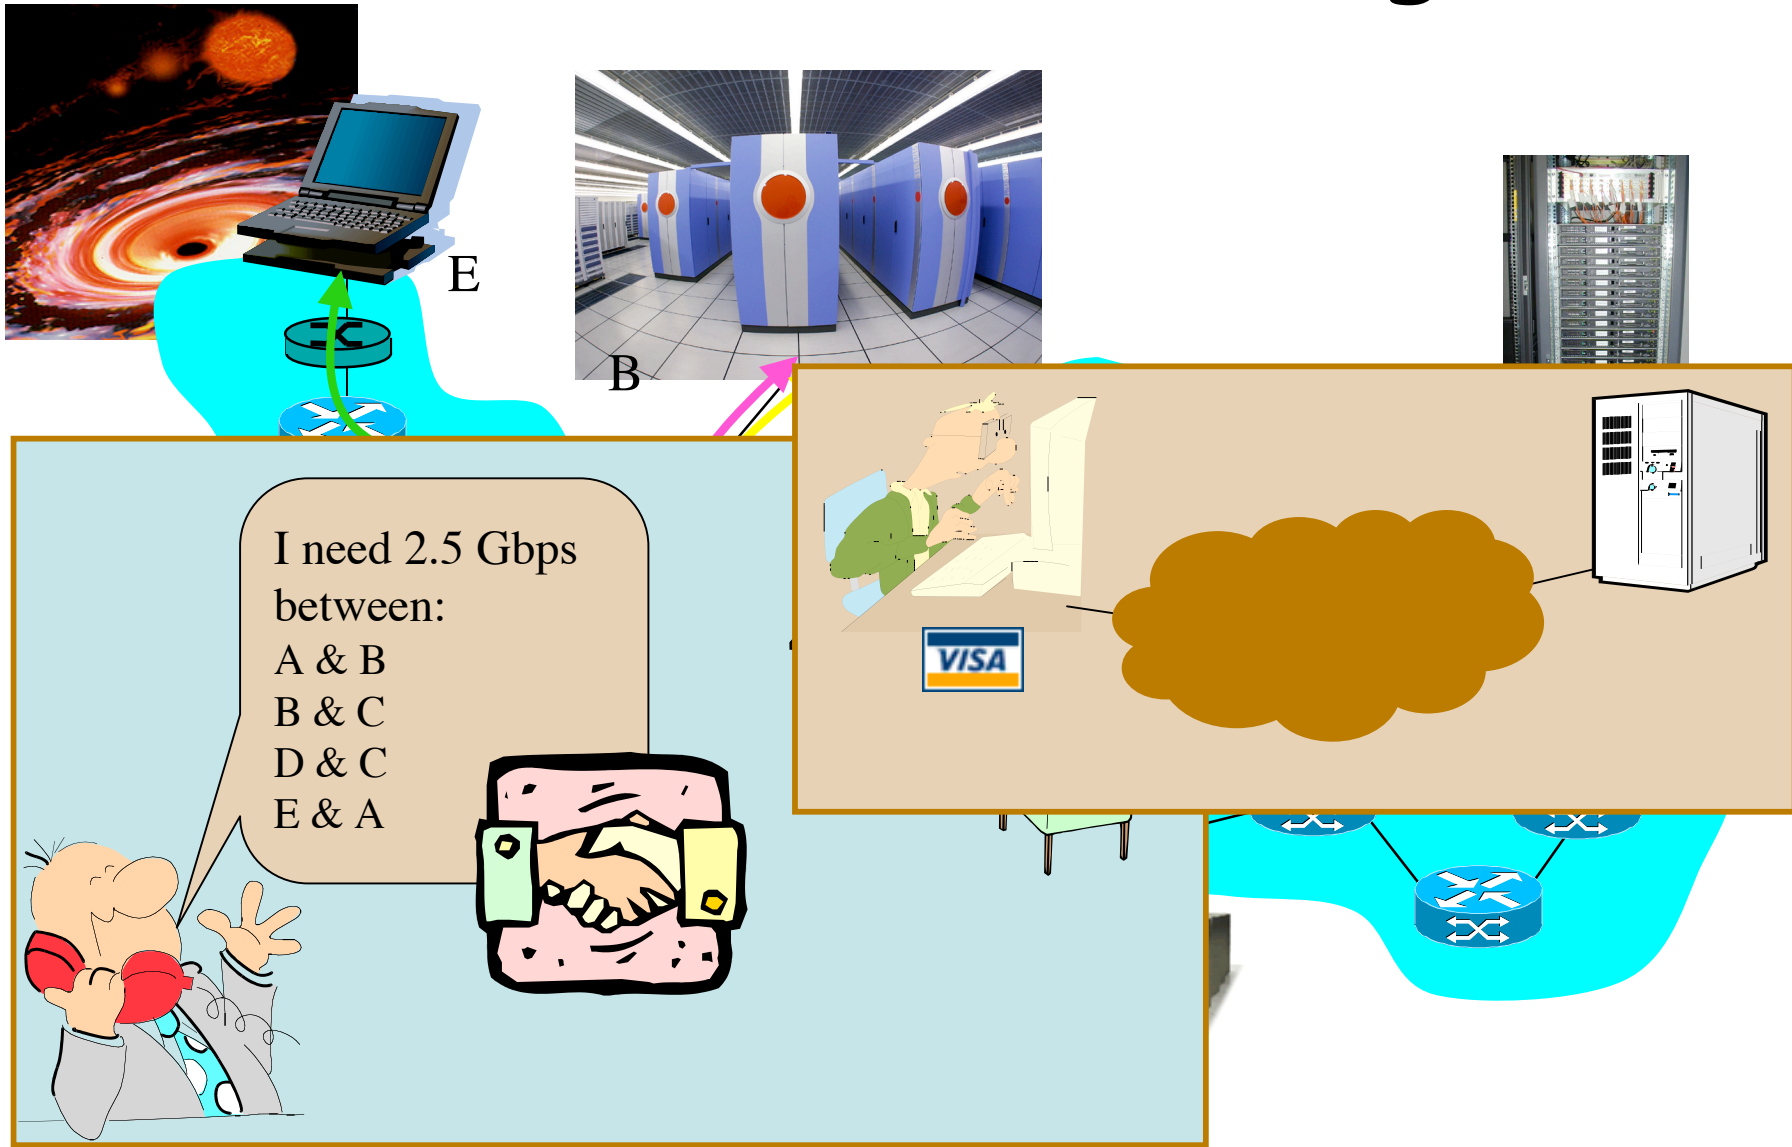 E
B
I need 2.5 Gbps
between:
A & B
B & C
D & C
E & A
VISA